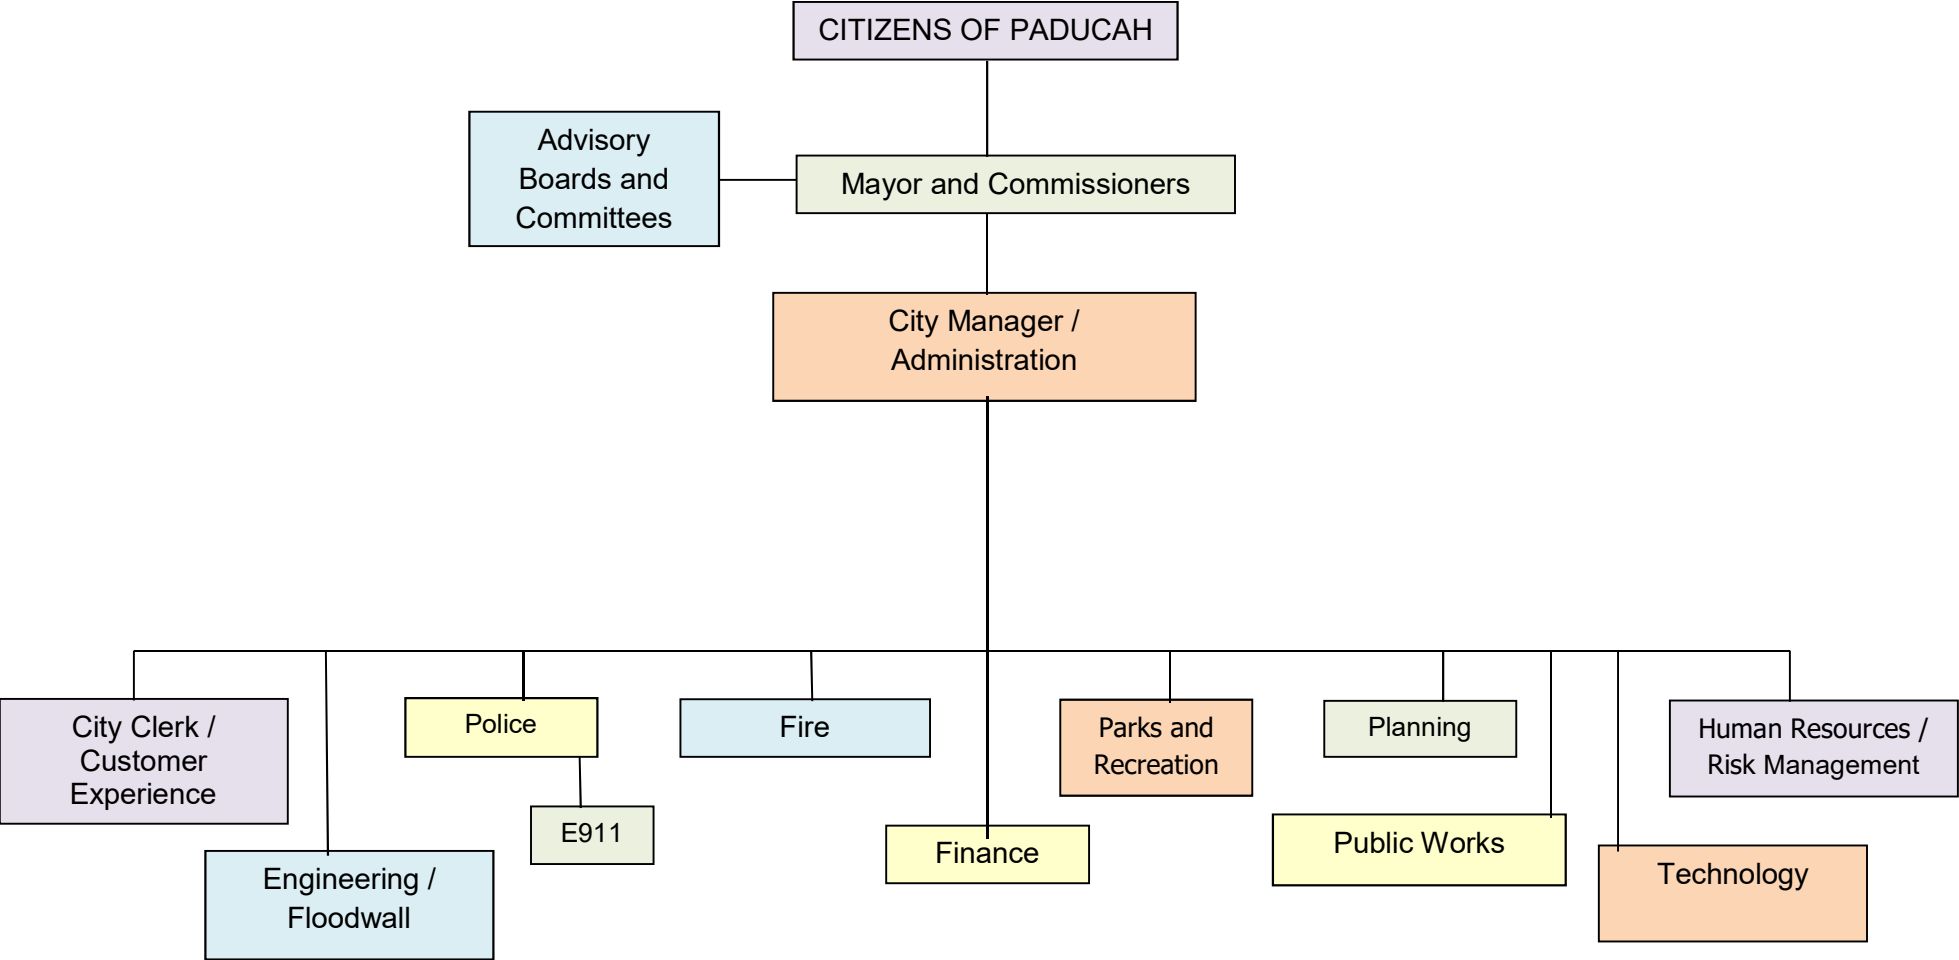 CITIZENS OF PADUCAH
Advisory
Boards and
Committees
Mayor and Commissioners
City Manager /
Administration
City Clerk /
Customer
Experience
Police
Fire
Parks and
Recreation
Planning
Human Resources /
Risk Management
E911
Engineering /
Floodwall
Finance
Public Works
Technology